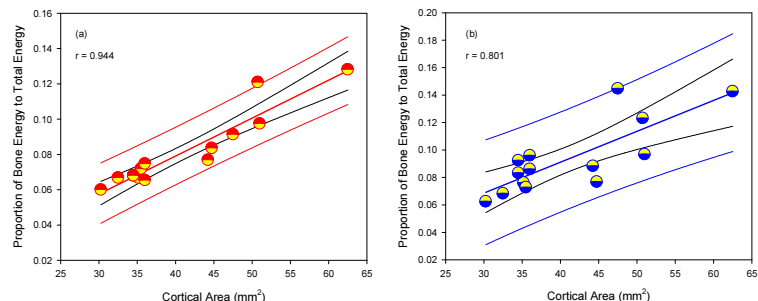 (a)
r = 0.944
Proportion of Bone Energy to Total Energy
0.16
0.14
0.12
0.10
0.08
0.06
0.04
0.02
25 30 35 40 45 50 55 60 65
Cortical Area (mm²)
(b)
r = 0.801
Proportion of Bone Energy to Total Energy
0.20
0.18
0.16
0.14
0.12
0.10
0.08
0.06
0.04
0.02
0.00
25 30 35 40 45 50 55 60 65
Cortical Area (mm²)